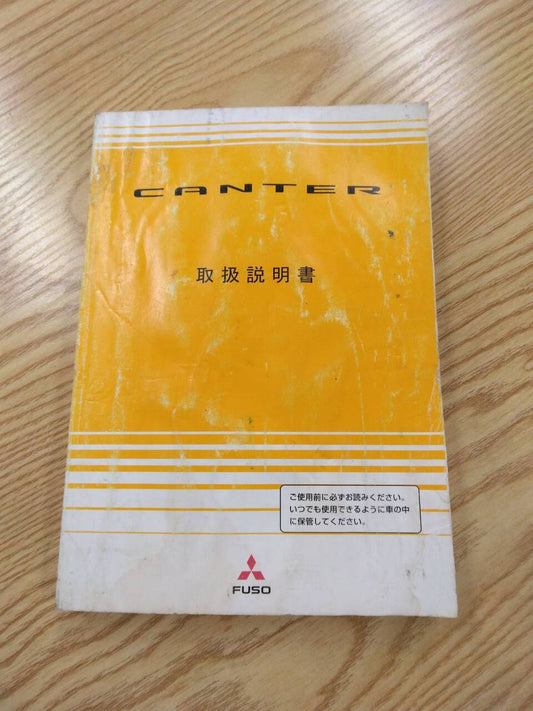 CANTER
取扱説明書
ご使用前に必ずお読みください。
いつでも使用できるように車の中
に保管してください。
FUSO